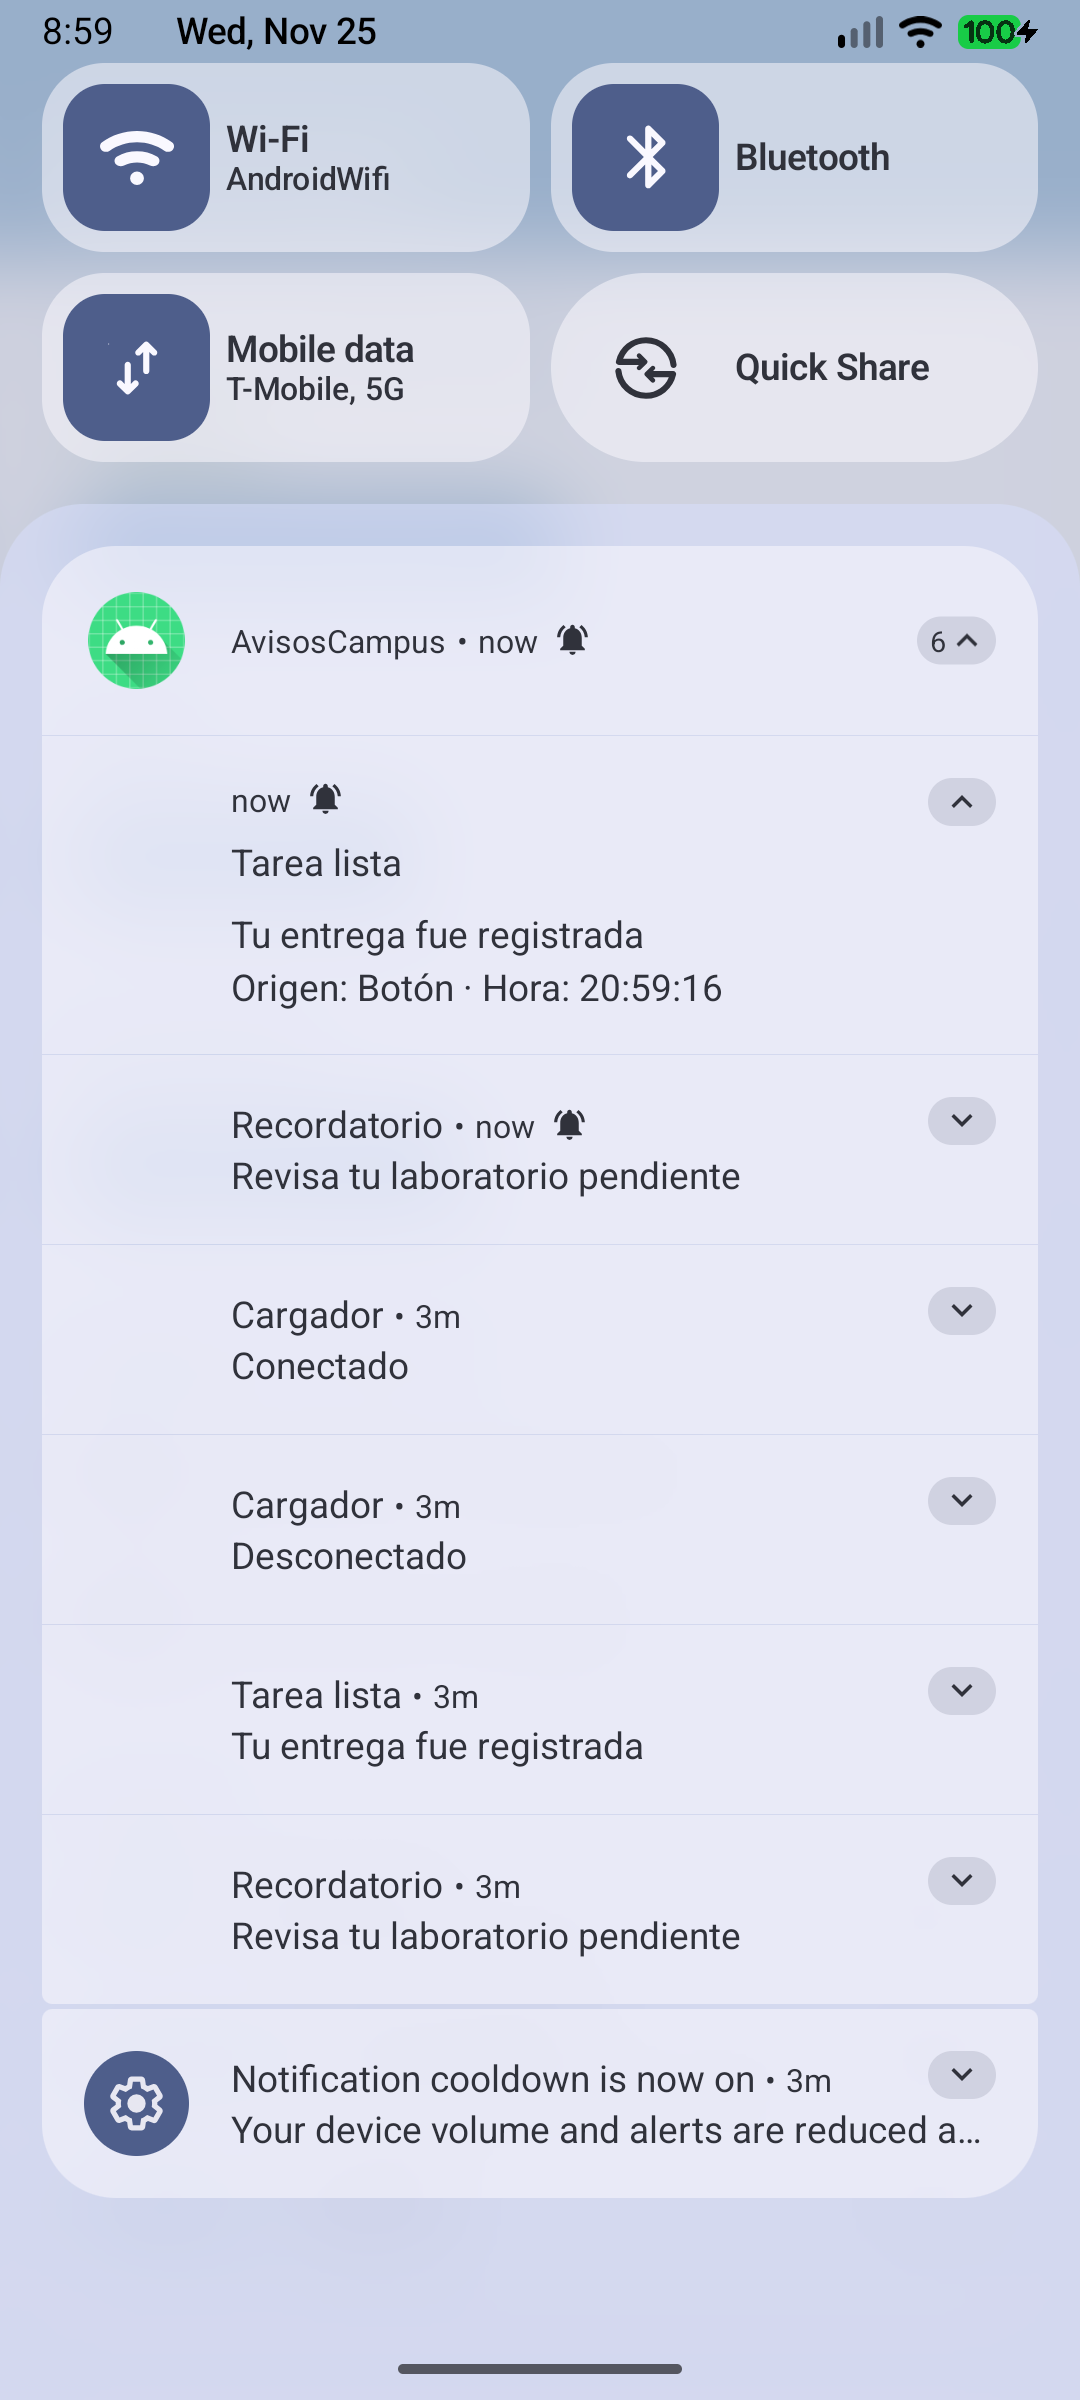 8:59 Wed, Nov 25 100
Wi-Fi
AndroidWifi
Bluetooth
Mobile data
T-Mobile, 5G
Quick Share
AvisosCampus • now 6
now
Tarea lista
Tu entrega fue registrada
Origen: Botón · Hora: 20:59:16
Recordatorio • now
Revisa tu laboratorio pendiente
Cargador • 3m
Conectado
Cargador • 3m
Desconectado
Tarea lista • 3m
Tu entrega fue registrada
Recordatorio • 3m
Revisa tu laboratorio pendiente
Notification cooldown is now on • 3m
Your device volume and alerts are reduced a…